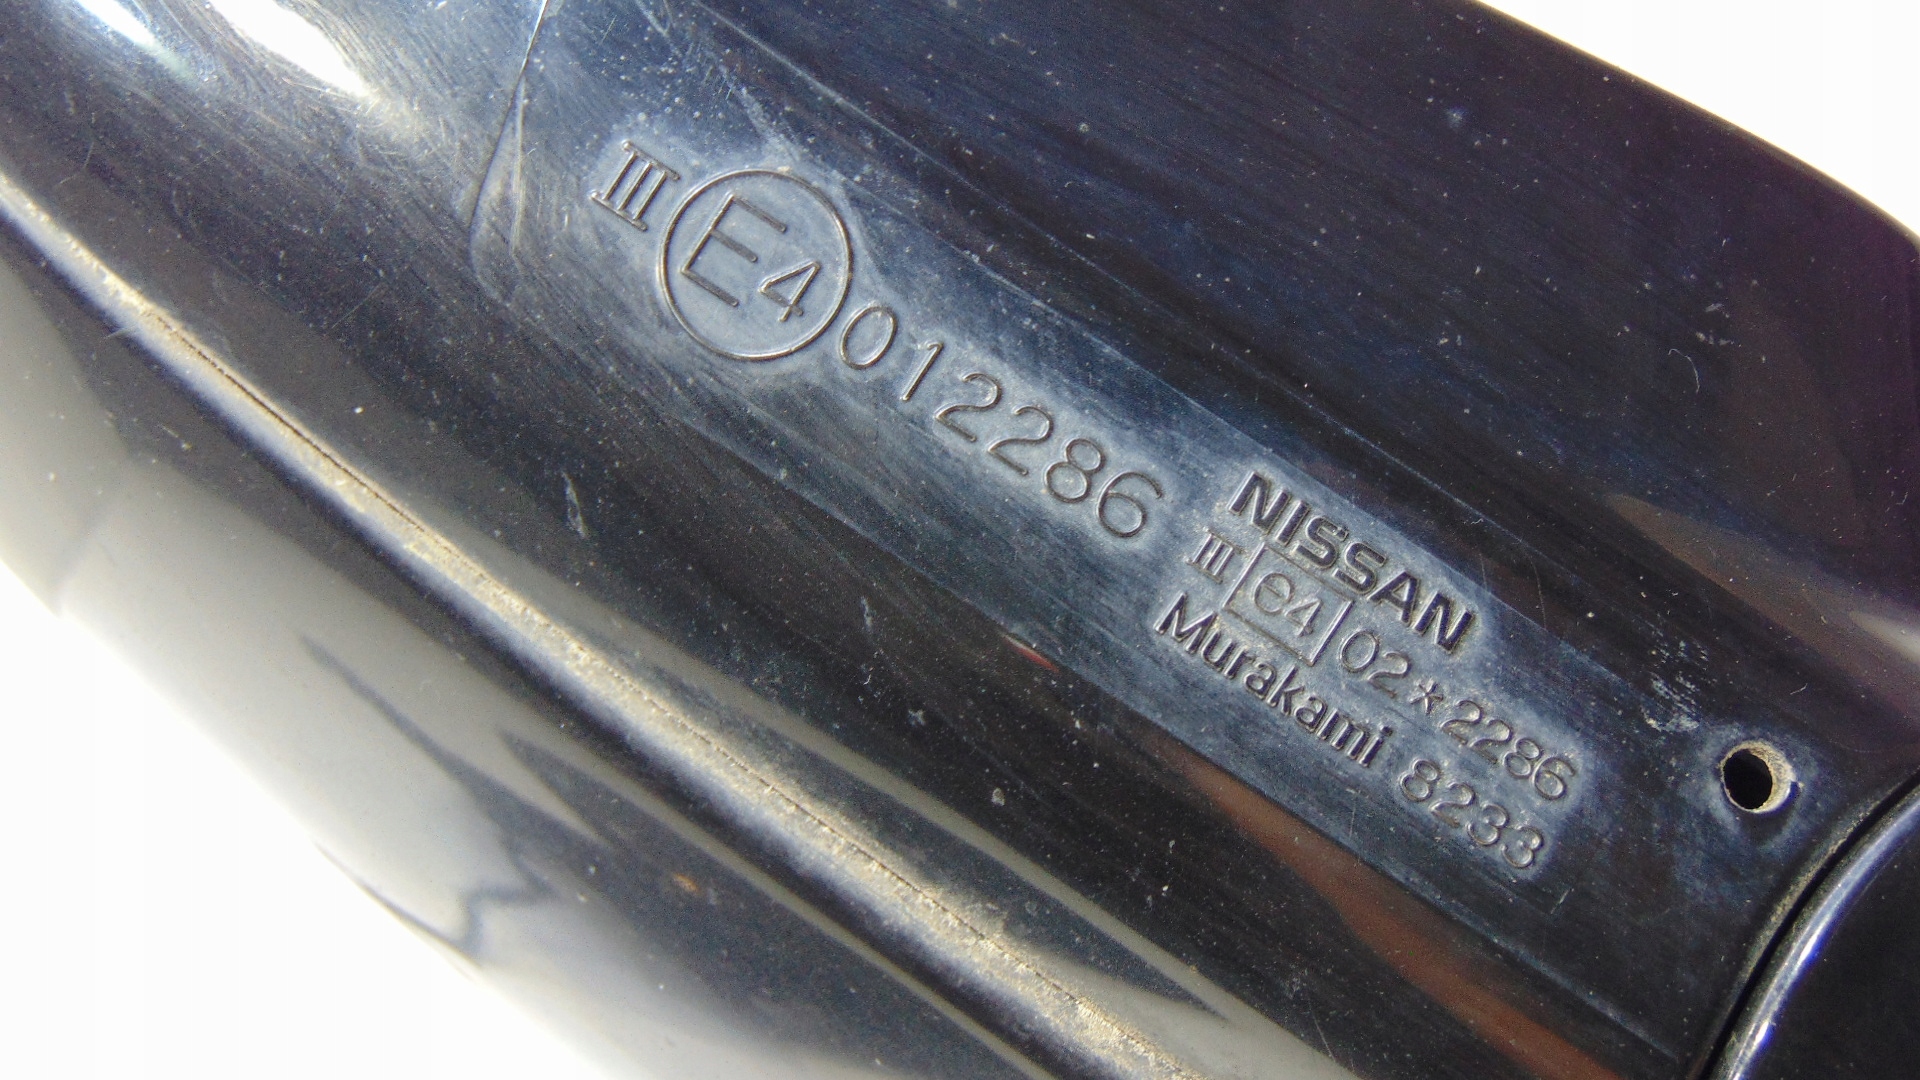 III E4 012286
NISSAN
III e4 02*2286
Murakami 8233